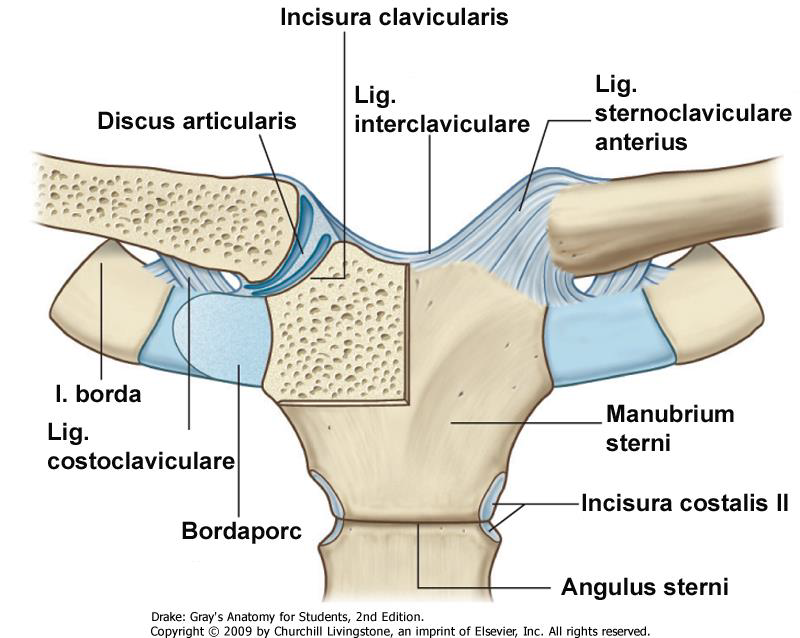 Incisura clavicularis
Lig.
interclaviculare
Lig.
sternoclaviculare
anterius
Discus articularis
I. borda
Lig.
costoclaviculare
Bordaporc
Manubrium
sterni
Incisura costalis II
Angulus sterni
Drake: Gray's Anatomy for Students, 2nd Edition.
Copyright © 2009 by Churchill Livingstone, an imprint of Elsevier, Inc. All rights reserved.